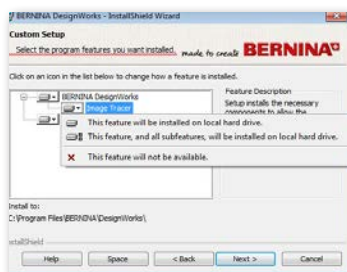 BERNINA DesignWorks - InstallShield Wizard
Custom Setup
Select the program features you want installed.
made to create BERNINA
Click on an icon in the list below to change how a feature is installed.
BERNINA DesignWorks
Image Tracer
Feature Description
Setup installs the necessary
components to allow the
This feature will be installed on local hard drive.
This feature, and all subfeatures, will be installed on local hard drive.
This feature will not be available.
Install to:
C:\Program Files\BERNINA\DesignWorks\
InstallShield
Help
Space
< Back
Next >
Cancel